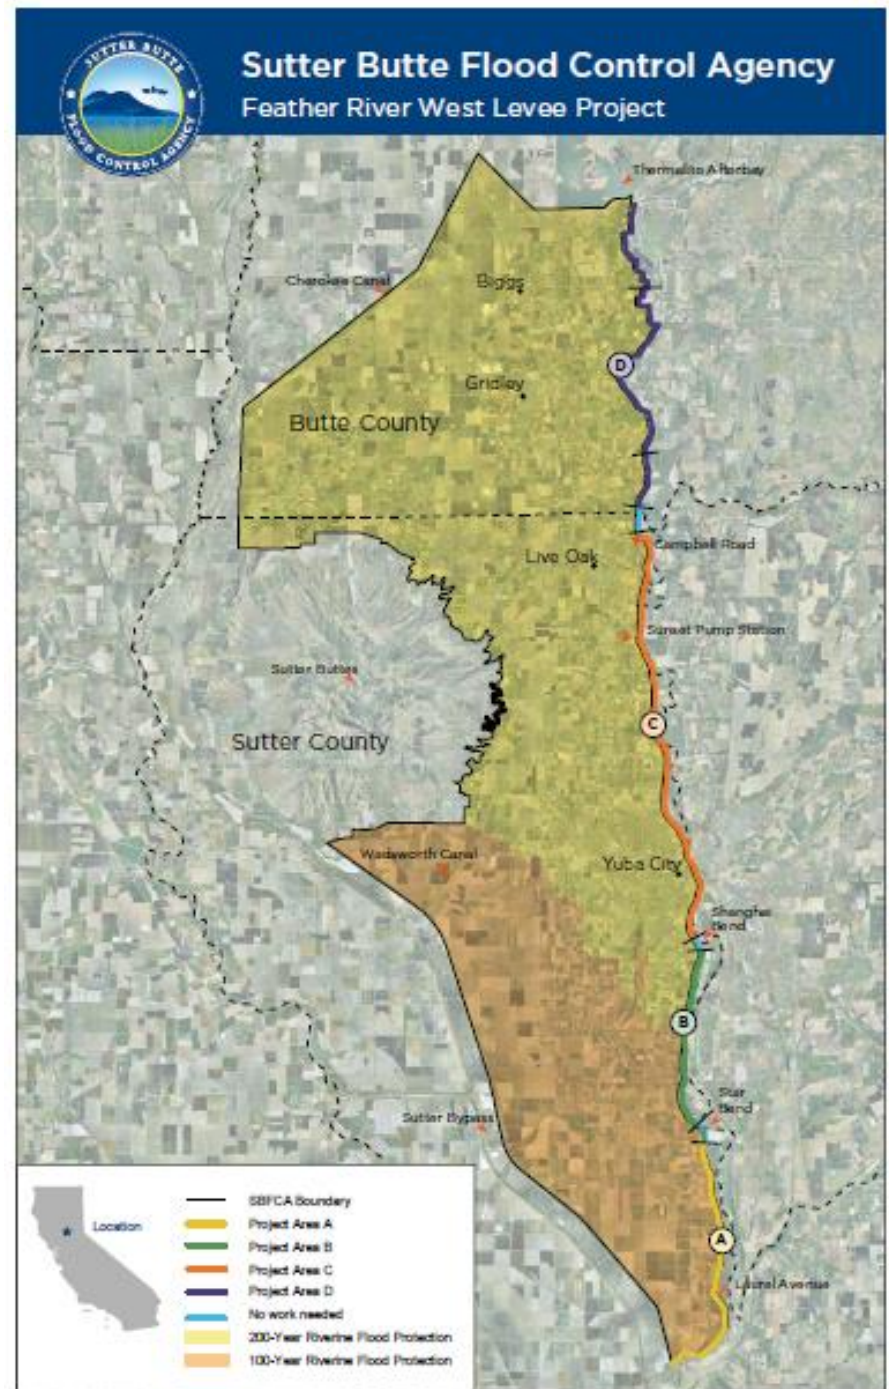 SUTTER BUTTE
FLOOD CONTROL AGENCY
Sutter Butte Flood Control Agency
Feather River West Levee Project
Thermalito Afterbay
Cherokee Canal
Biggs
D
Gridley
Butte County
Campbell Road
Live Oak
Sunset Pump Station
Sutter Buttes
C
Sutter County
Wadsworth Canal
Yuba City
Shanghai
Bend
B
Star
Bend
Sutter Bypass
A
Laurel Avenue
Location
SBFCA Boundary
Project Area A
Project Area B
Project Area C
Project Area D
No work needed
200-Year Riverine Flood Protection
100-Year Riverine Flood Protection